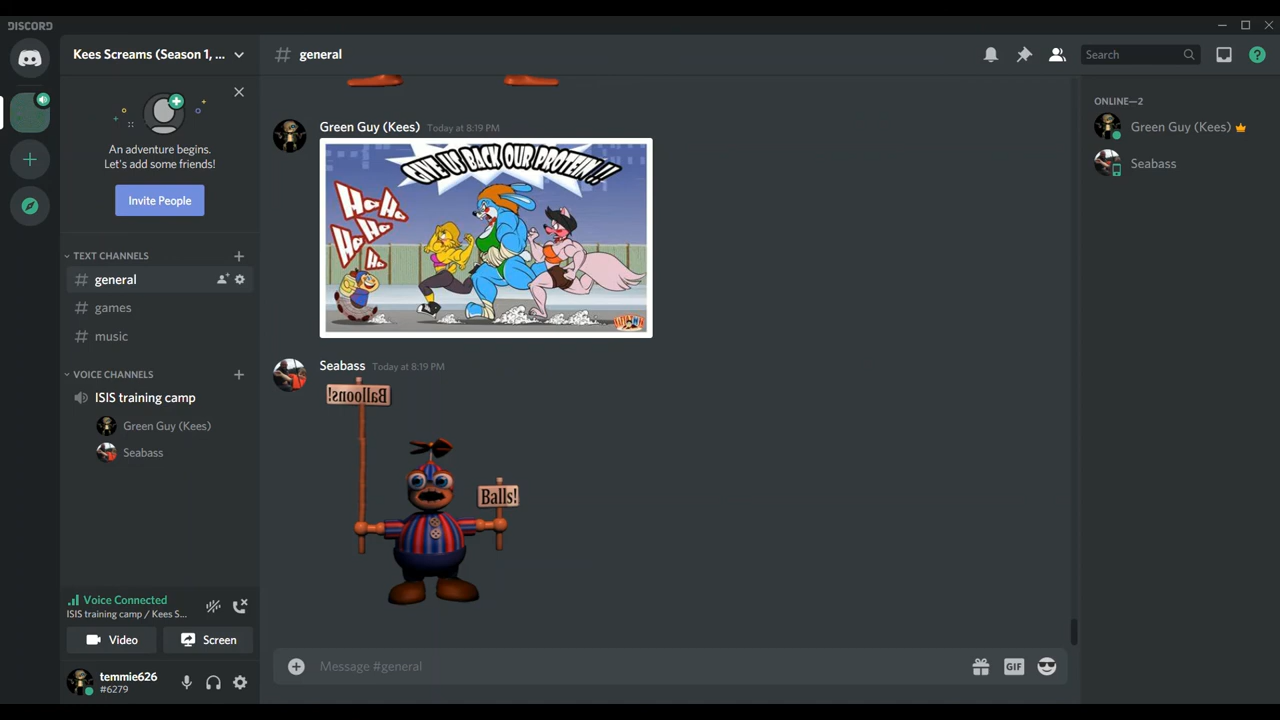 DISCORD
Kees Screams (Season 1, ...
general
Search
An adventure begins.
Let's add some friends!
Invite People
TEXT CHANNELS
general
games
music
VOICE CHANNELS
ISIS training camp
Green Guy (Kees)
Seabass
Voice Connected
ISIS training camp / Kees S...
Video
Screen
temmie626
#6279
Green Guy (Kees) Today at 8:19 PM
GIVE US BACK OUR PROTEIN!!
Ha Ha
Ha Ha
Ha
Seabass Today at 8:19 PM
Balloons!
Balls!
Message #general
GIF
ONLINE—2
Green Guy (Kees)
Seabass